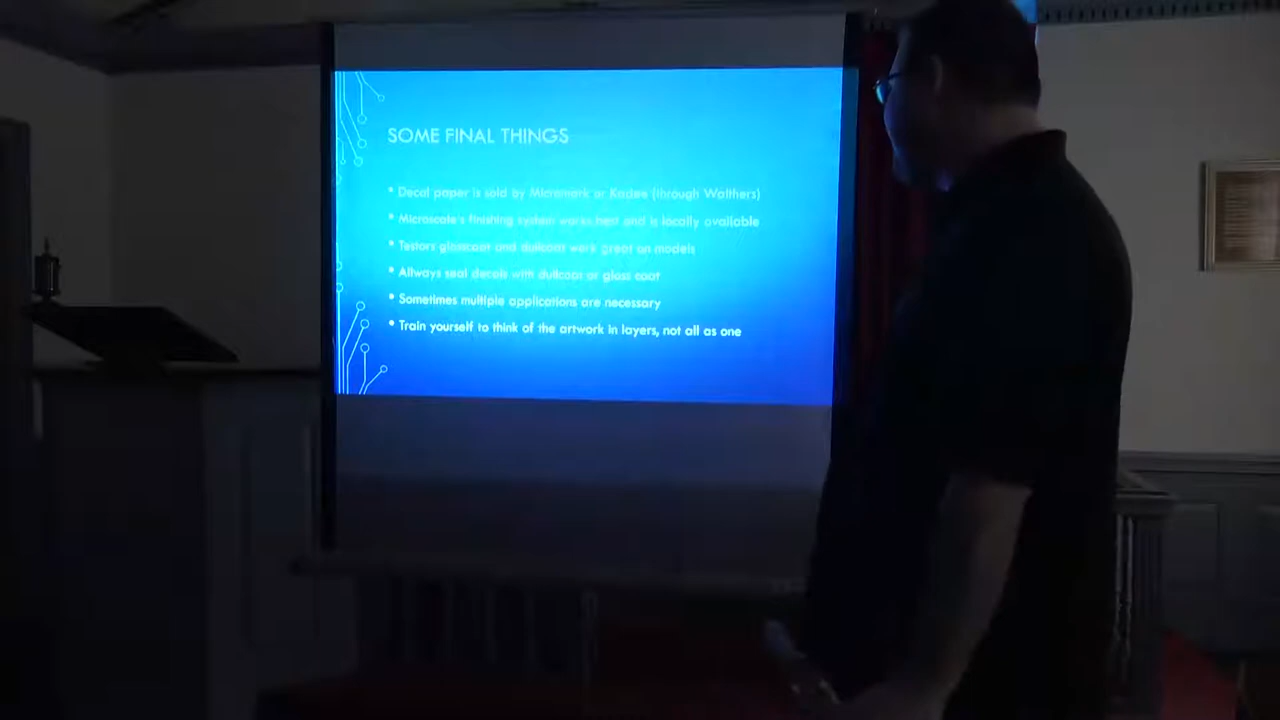 SOME FINAL THINGS
• Decal paper is sold by Micromark or Kadee (through Walthers)
• Microscale's finishing system works best and is locally available
• Testors glosscoat and dullcoat work great on models
• Allways seal decals with dullcoat or gloss coat
• Sometimes multiple applications are necessary
• Train yourself to think of the artwork in layers, not all as one